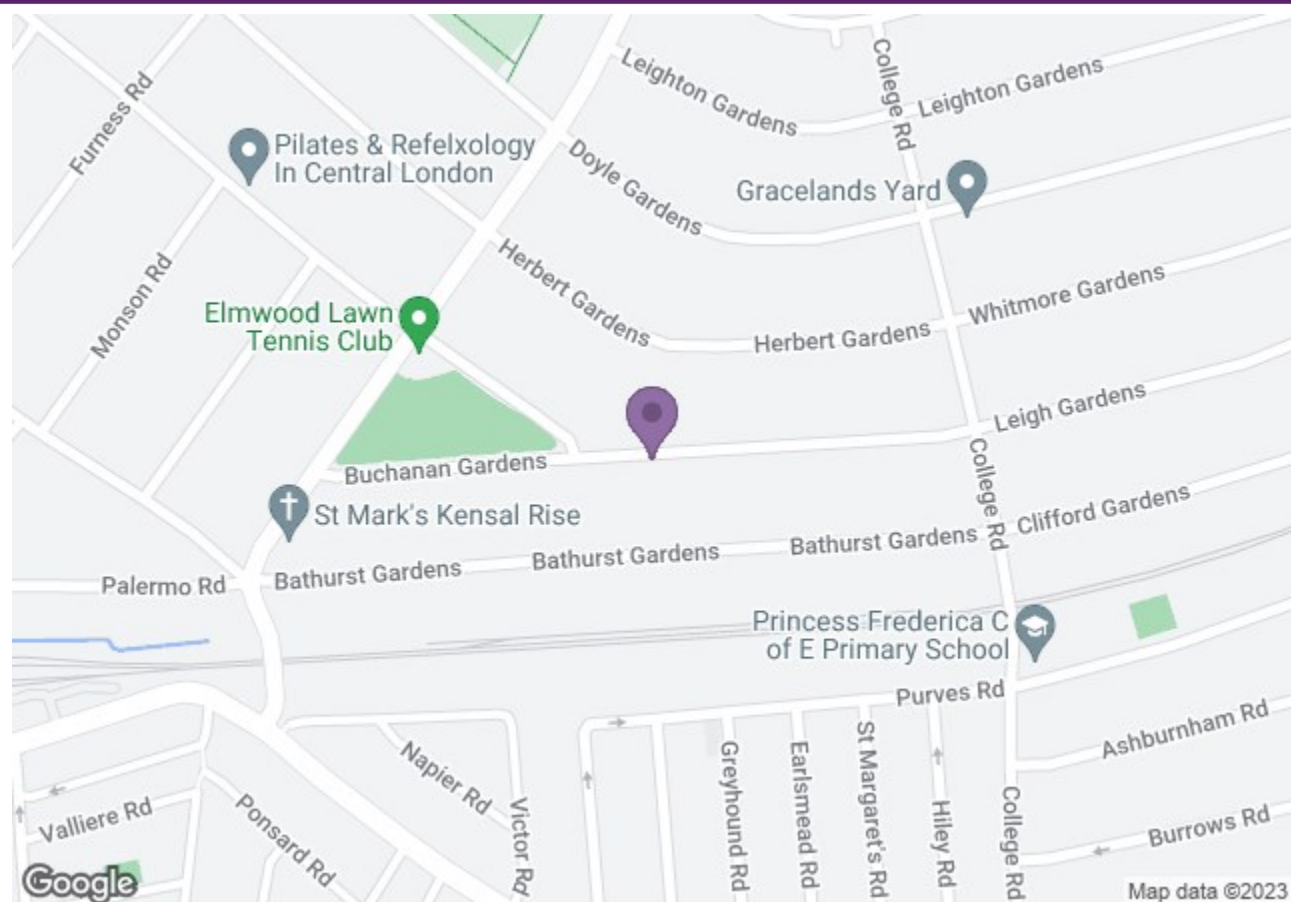 Leighton Gardens
College Rd
Leighton Gardens
Furness Rd
Pilates & Refelxology
In Central London
Doyle Gardens
Gracelands Yard
Herbert Gardens
Whitmore Gardens
Monson Rd
Elmwood Lawn
Tennis Club
Herbert Gardens
Leigh Gardens
Buchanan Gardens
College Rd
Clifford Gardens
St Mark's Kensal Rise
Bathurst Gardens
Bathurst Gardens
Bathurst Gardens
Palermo Rd
Princess Frederica C
of E Primary School
Purves Rd
Ashburnham Rd
Napier Rd
Greyhound Rd
Earlsmead Rd
St Margaret's Rd
Hiley Rd
College Rd
Valliere Rd
Ponsard Rd
Victor Rd
Burrows Rd
Google
Map data ©2023